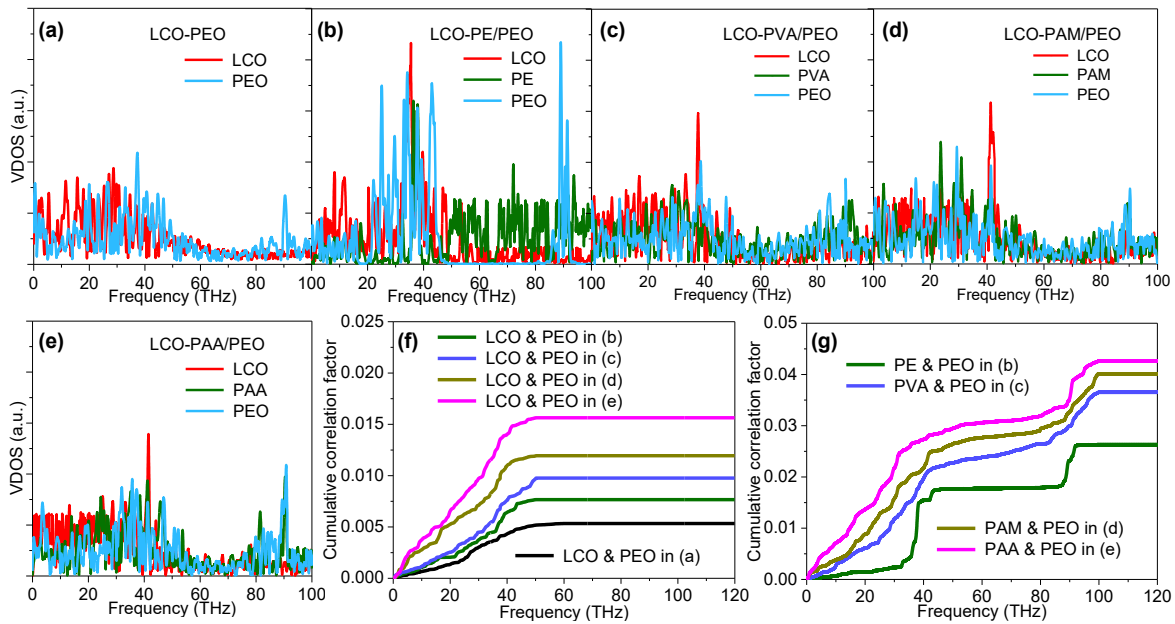 (a)
LCO-PEO
LCO
PEO
(b)
LCO-PE/PEO
LCO
PE
PEO
(c)
LCO-PVA/PEO
LCO
PVA
PEO
(d)
LCO-PAM/PEO
LCO
PAM
PEO
VDOS (a.u.)
0 20 40 60 80 100 20 40 60 80 100 20 40 60 80 100 20 40 60 80 100
Frequency (THz) Frequency (THz) Frequency (THz) Frequency (THz)
(e)
LCO-PAA/PEO
LCO
PAA
PEO
VDOS (a.u.)
0 20 40 60 80 100
Frequency (THz)
(f)
LCO & PEO in (b)
LCO & PEO in (c)
LCO & PEO in (d)
LCO & PEO in (e)
LCO & PEO in (a)
Cumulative correlation factor
0.025
0.020
0.015
0.010
0.005
0.000
0 20 40 60 80 100 120
Frequency (THz)
(g)
PE & PEO in (b)
PVA & PEO in (c)
PAM & PEO in (d)
PAA & PEO in (e)
Cumulative correlation factor
0.05
0.04
0.03
0.02
0.01
0.00
0 20 40 60 80 100 120
Frequency (THz)